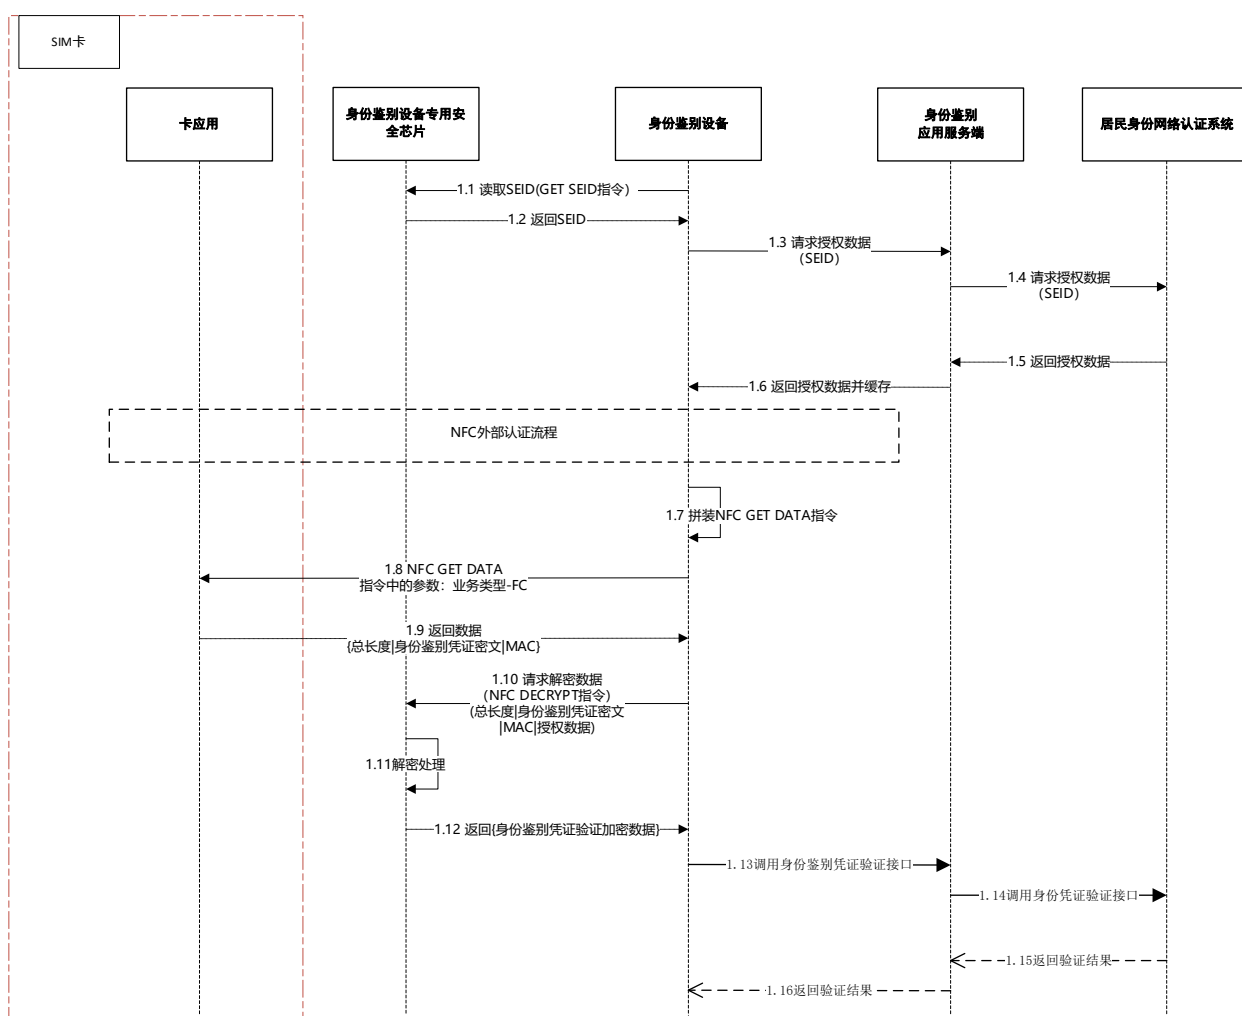 SIM卡
卡应用
身份鉴别设备专用安
全芯片
身份鉴别设备
身份鉴别
应用服务端
居民身份网络认证系统
1.1 读取SEID(GET SEID指令）
1.2 返回SEID
1.3 请求授权数据
（SEID）
1.4 请求授权数据
（SEID）
1.5 返回授权数据
1.6 返回授权数据并缓存
NFC外部认证流程
1.7 拼装NFC GET DATA指令
1.8 NFC GET DATA
指令中的参数：业务类型-FC
1.9 返回数据
{总长度|身份鉴别凭证密文|MAC}
1.10 请求解密数据
（NFC DECRYPT指令)
(总长度|身份鉴别凭证密文
|MAC|授权数据)
1.11解密处理
1.12 返回{身份鉴别凭证验证加密数据}
1.13调用身份鉴别凭证验证接口
1.14调用身份凭证验证接口
1.15返回验证结果
1.16返回验证结果